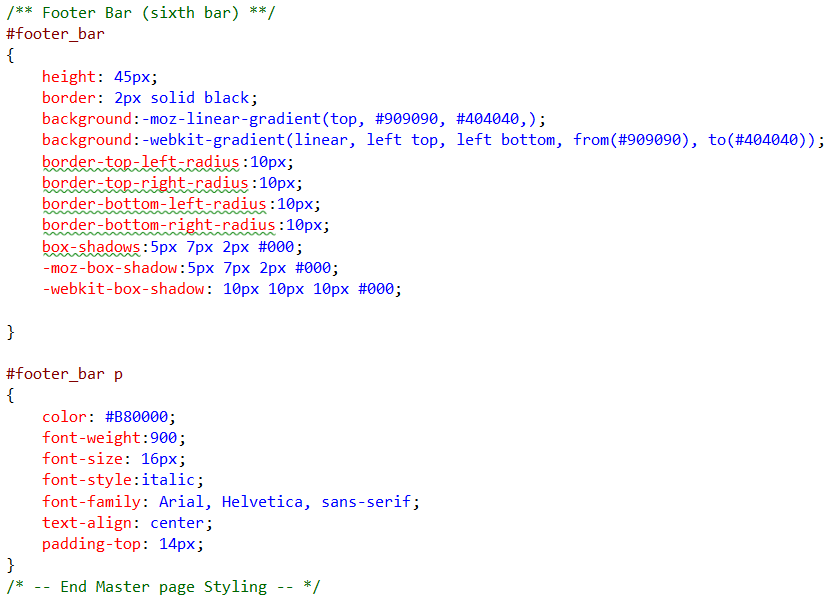 /** Footer Bar (sixth bar) **/
#footer_bar
{
    height: 45px;
    border: 2px solid black;
    background:-moz-linear-gradient(top, #909090, #404040,);
    background:-webkit-gradient(linear, left top, left bottom, from(#909090), to(#404040));
    border-top-left-radius:10px;
    border-top-right-radius:10px;
    border-bottom-left-radius:10px;
    border-bottom-right-radius:10px;
    box-shadows:5px 7px 2px #000;
    -moz-box-shadow:5px 7px 2px #000;
    -webkit-box-shadow: 10px 10px 10px #000;

}

#footer_bar p
{
    color: #B80000;
    font-weight:900;
    font-size: 16px;
    font-style:italic;
    font-family: Arial, Helvetica, sans-serif;
    text-align: center;
    padding-top: 14px;
}
/* -- End Master page Styling -- */